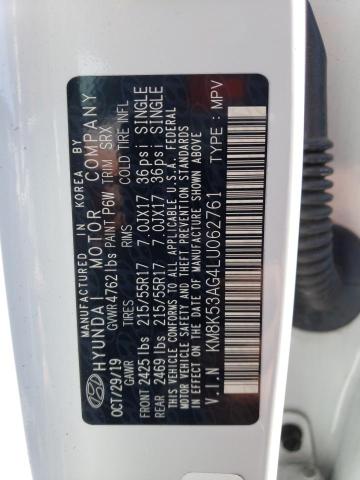 MANUFACTURED IN KOREA BY
HYUNDAI MOTOR COMPANY
OCT/29/19 GVWR 4762 lbs PAINT P6W TRIM SRX
GAWR TIRES RIMS COLD TIRE INFL
FRONT 2425 lbs 215/55R17 7.0JX17 36psi SINGLE
REAR 2469 lbs 215/55R17 7.0JX17 36psi SINGLE
THIS VEHICLE CONFORMS TO ALL APPLICABLE U.S.A. FEDERAL
MOTOR VEHICLE SAFETY AND THEFT PREVENTION STANDARDS
IN EFFECT ON THE DATE OF MANUFACTURE SHOWN ABOVE.
V.I.N KM8K53AG4LU062761 TYPE: MPV